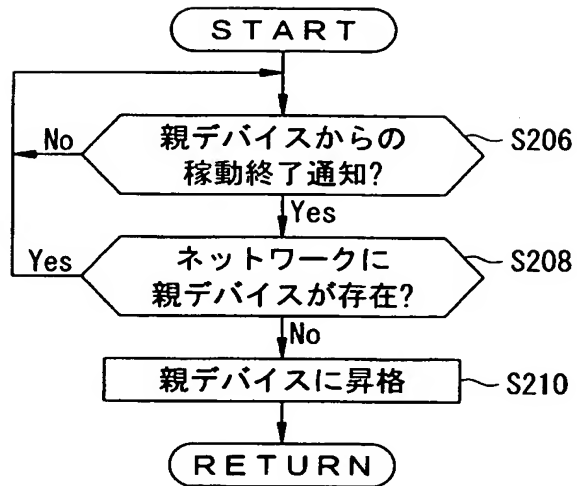 START
No
親デバイスからの
稼動終了通知?
S206
Yes
Yes
ネットワークに
親デバイスが存在?
S208
No
親デバイスに昇格
S210
RETURN